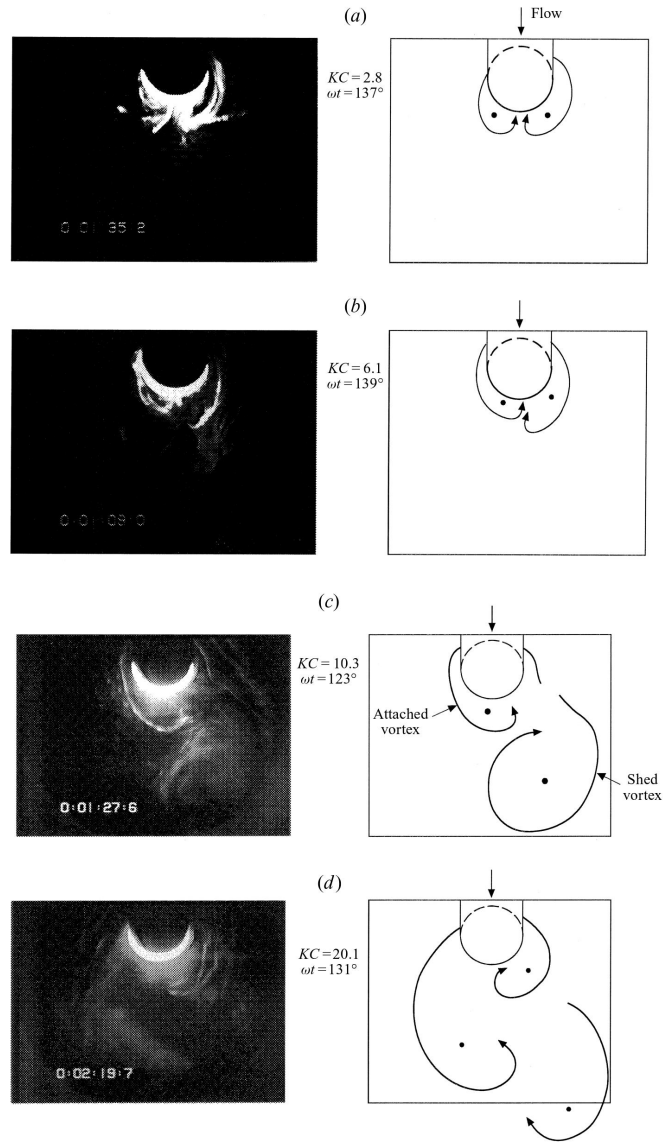 (a)
Flow
KC = 2.8
ωt = 137°
0:01:35:2
(b)
KC = 6.1
ωt = 139°
0:01:09:0
(c)
KC = 10.3
ωt = 123°
Attached
vortex
Shed
vortex
0:01:27:6
(d)
KC = 20.1
ωt = 131°
0:02:19:7